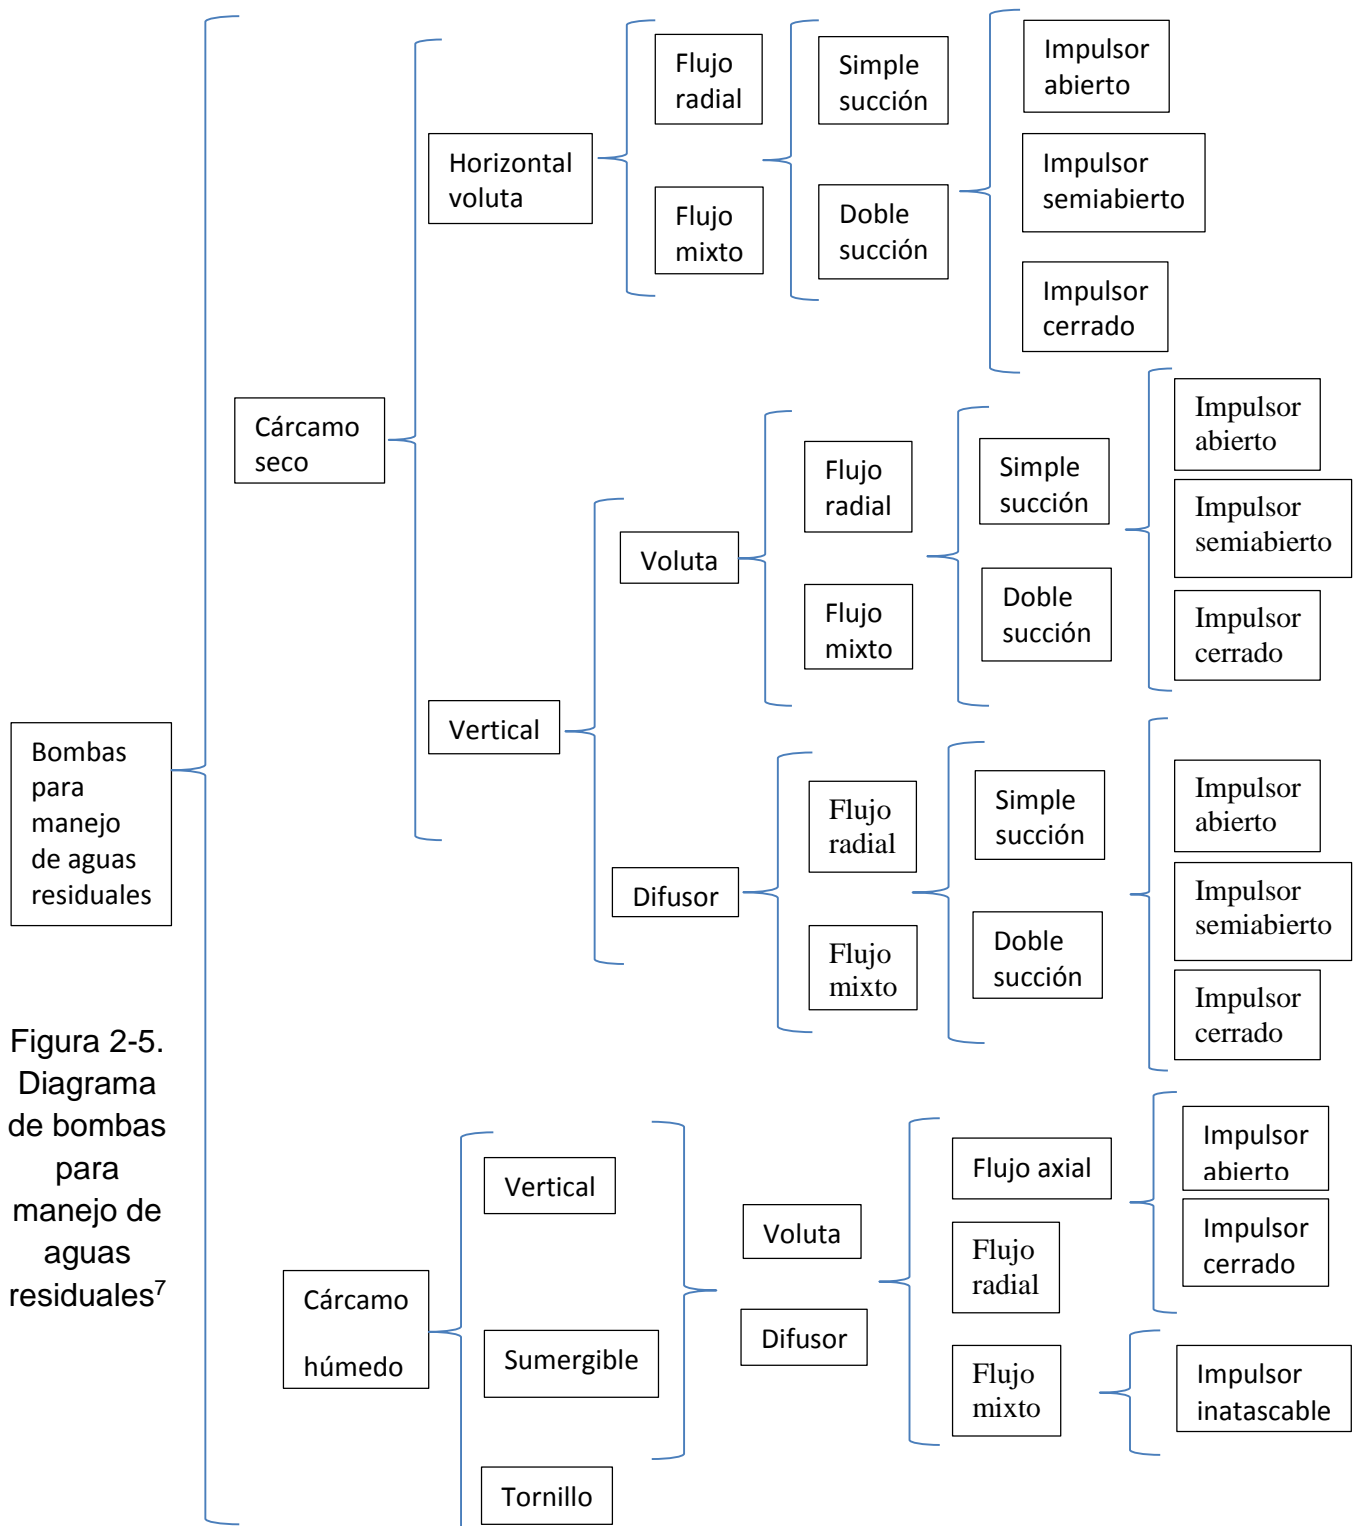 Bombas
para
manejo
de aguas
residuales
Figura 2-5.
Diagrama
de bombas
para
manejo de
aguas
residuales7
Cárcamo
seco
Horizontal
voluta
Flujo
radial
Flujo
mixto
Simple
succión
Doble
succión
Impulsor
abierto
Impulsor
semiabierto
Impulsor
cerrado
Vertical
Voluta
Flujo
radial
Flujo
mixto
Simple
succión
Doble
succión
Impulsor
abierto
Impulsor
semiabierto
Impulsor
cerrado
Difusor
Flujo
radial
Flujo
mixto
Simple
succión
Doble
succión
Impulsor
abierto
Impulsor
semiabierto
Impulsor
cerrado
Cárcamo
húmedo
Vertical
Sumergible
Tornillo
Voluta
Difusor
Flujo axial
Flujo
radial
Flujo
mixto
Impulsor
abierto
Impulsor
cerrado
Impulsor
inatascable